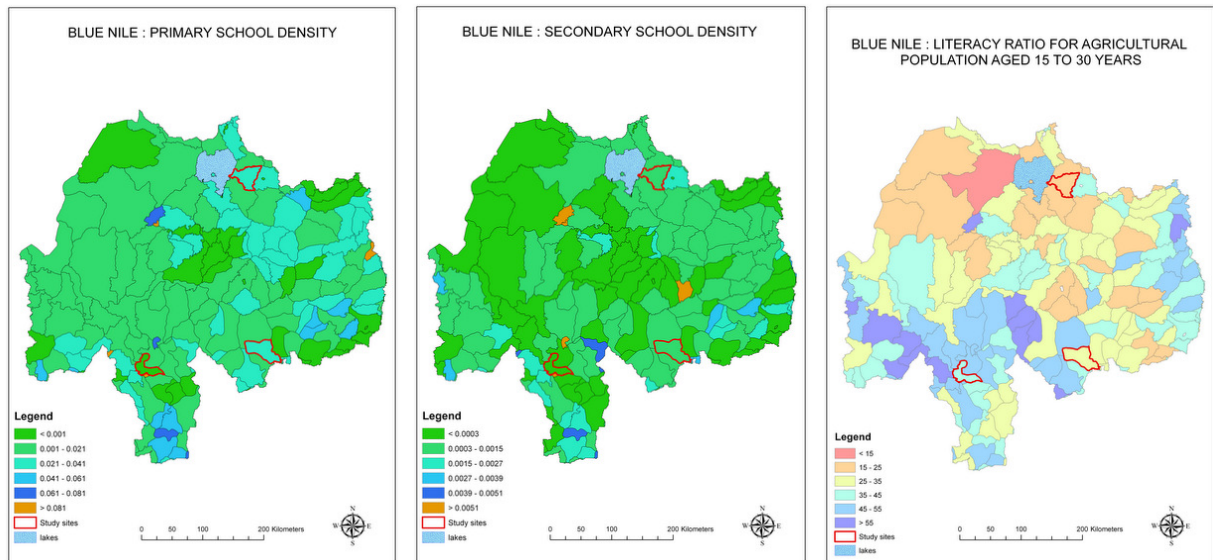 BLUE NILE : PRIMARY SCHOOL DENSITY
Legend
< 0.001
0.001 - 0.021
0.021 - 0.041
0.041 - 0.061
0.061 - 0.081
> 0.081
Study sites
lakes
0 50 100 200 Kilometers
N
W E
S
BLUE NILE : SECONDARY SCHOOL DENSITY
Legend
< 0.0003
0.0003 - 0.0015
0.0015 - 0.0027
0.0027 - 0.0039
0.0039 - 0.0051
> 0.0051
Study sites
lakes
0 50 100 200 Kilometers
N
W E
S
BLUE NILE : LITERACY RATIO FOR AGRICULTURAL
POPULATION AGED 15 TO 30 YEARS
Legend
< 15
15 - 25
25 - 35
35 - 45
45 - 55
> 55
Study sites
lakes
0 50 100 200 Kilometers
N
W E
S